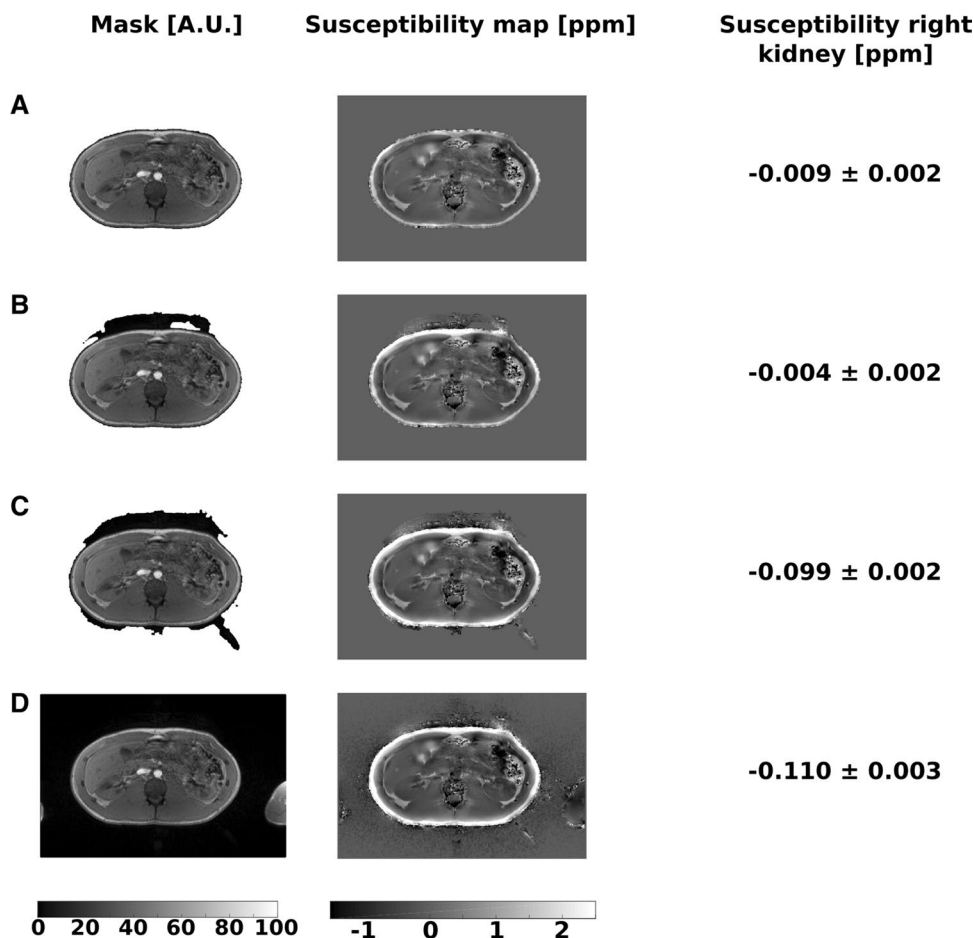 Mask [A.U.] Susceptibility map [ppm] Susceptibility right
kidney [ppm]
A
-0.009 ± 0.002
B
-0.004 ± 0.002
C
-0.099 ± 0.002
D
-0.110 ± 0.003
0 20 40 60 80 100 -1 0 1 2